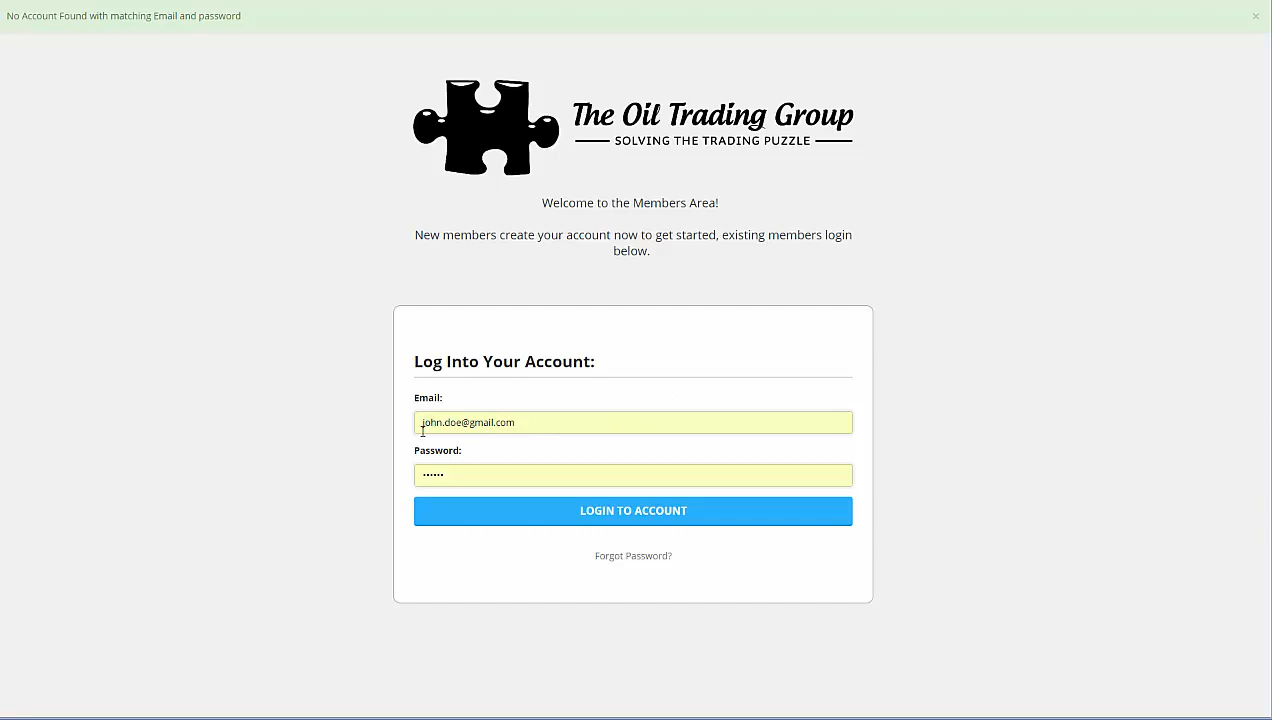 No Account Found with matching Email and password
×
The Oil Trading Group
SOLVING THE TRADING PUZZLE
Welcome to the Members Area!
New members create your account now to get started, existing members login
below.
Log Into Your Account:
Email:
john.doe@gmail.com
Password:
••••••
LOGIN TO ACCOUNT
Forgot Password?